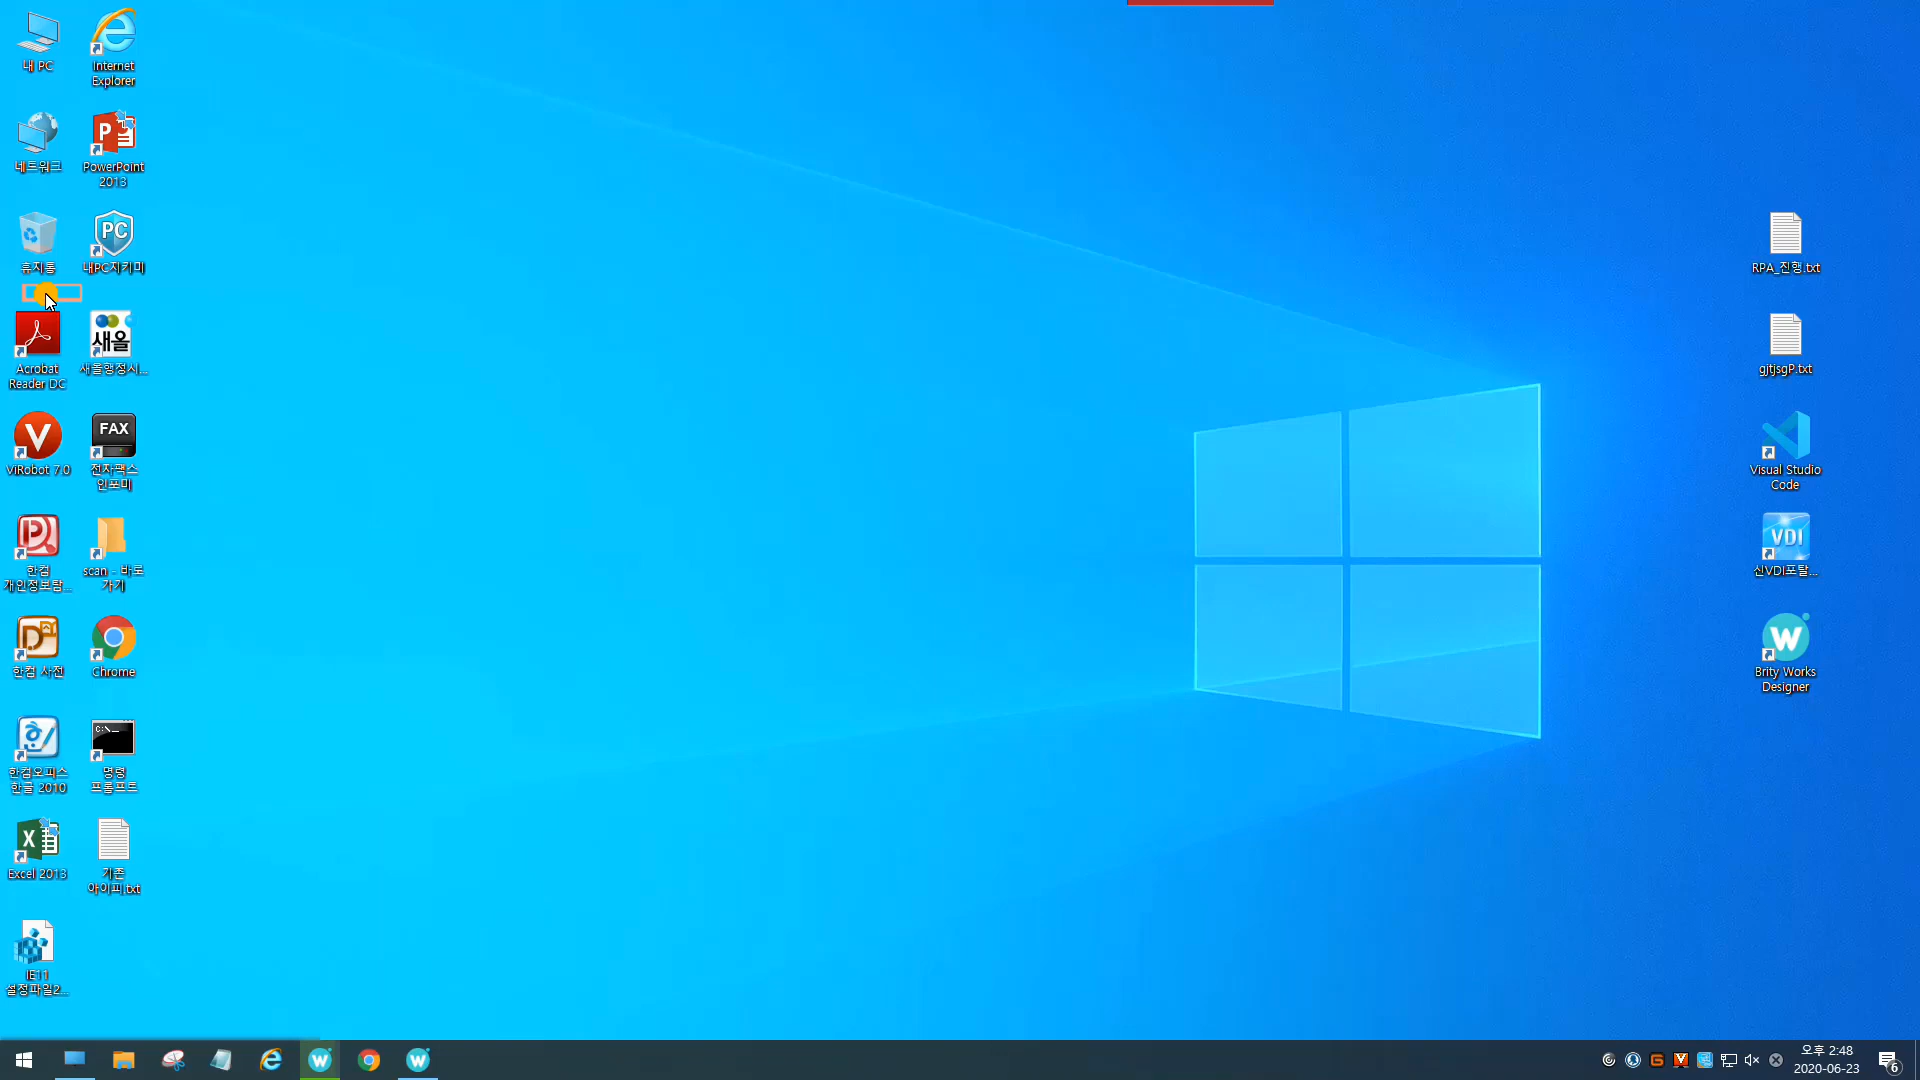 내 PC
Internet
Explorer
네트워크
PowerPoint
2013
휴지통
PC
내PC지키미
Acrobat
Reader DC
새올
새올행정시...
ViRobot 7.0
FAX
전자팩스
인포미
한컴
개인정보탐...
scan - 바로
가기
한컴 사전
Chrome
한컴오피스
한글 2010
C:\_
명령
프롬프트
Excel 2013
기존
아이피.txt
IE11
설정파일2...
RPA_진행.txt
gjtjsgP.txt
Visual Studio
Code
VDI
신VDI포탈...
Brity Works
Designer
오후 2:48
2020-06-23
6